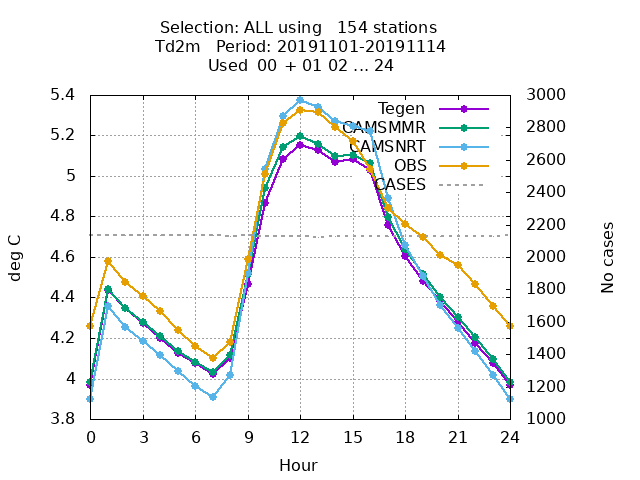 Selection: ALL using   154 stations
Td2m   Period: 20191101-20191114
Used  00 + 01 02 ... 24
5.4
5.2
5
4.8
4.6
4.4
4.2
4
3.8
deg C
Tegen
CAMSMMR
CAMSNRT
OBS
CASES
3000
2800
2600
2400
2200
2000
1800
1600
1400
1200
1000
No cases
0 3 6 9 12 15 18 21 24
Hour